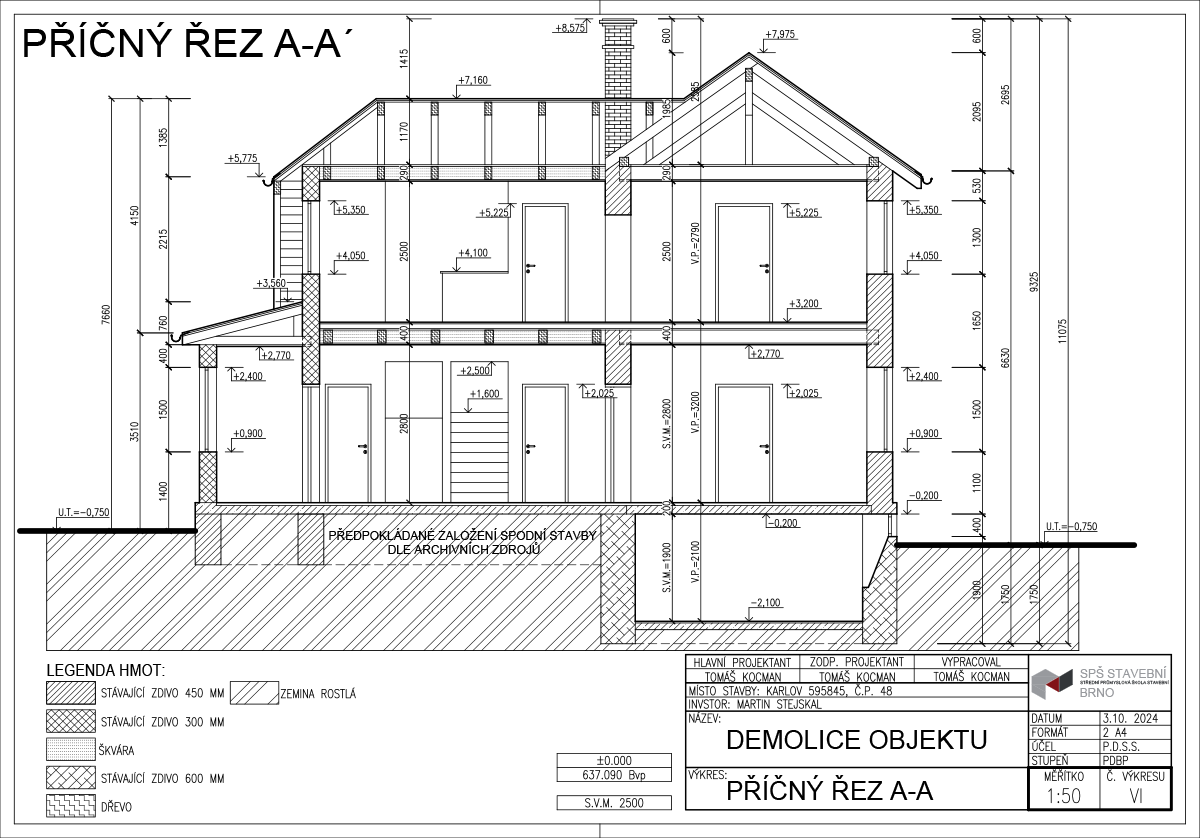 PŘÍČNÝ ŘEZ A-A´
+8,575
+7,975
+7,160
+5,775
+5,350
+5,225
+5,225
+5,350
+4,050
+4,100
+4,050
+3,560
+3,200
+2,770
+2,770
+2,400
+2,500
+2,400
+1,600
+2,025
+2,025
+0,900
+0,900
-0,200
-0,200
-2,100
U.T.=-0,750
U.T.=-0,750
7660
4150
3510
1385
2215
760
400
1500
1400
1415
1170
290
2500
400
2800
600
1985
2985
290
2500
V.P.=2790
400
S.V.M.=2800
V.P.=3200
200
S.V.M.=1900
V.P.=2100
600
2095
530
1300
1650
1500
1100
400
1900
2695
6630
1750
9325
1750
11075
PŘEDPOKLÁDANÉ ZALOŽENÍ SPODNÍ STAVBY
DLE ARCHIVNÍCH ZDROJŮ
LEGENDA HMOT:
STÁVAJÍCÍ ZDIVO 450 MM
ZEMINA ROSTLÁ
STÁVAJÍCÍ ZDIVO 300 MM
ŠKVÁRA
STÁVAJÍCÍ ZDIVO 600 MM
DŘEVO
±0.000
637.090 Bvp
S.V.M. 2500
HLAVNÍ PROJEKTANT ZODP. PROJEKTANT VYPRACOVAL
TOMÁŠ KOCMAN TOMÁŠ KOCMAN TOMÁŠ KOCMAN
MÍSTO STAVBY: KARLOV 595845, Č.P. 48
INVSTOR: MARTIN STEJSKAL
NÁZEV:
DEMOLICE OBJEKTU
VÝKRES:
PŘÍČNÝ ŘEZ A-A
SPŠ STAVEBNÍ
STŘEDNÍ PRŮMYSLOVÁ ŠKOLA STAVEBNÍ
BRNO
DATUM 3.10. 2024
FORMÁT 2 A4
ÚČEL P.D.S.S.
STUPEŇ PDBP
MĚŘÍTKO Č. VÝKRESU
1:50 VI